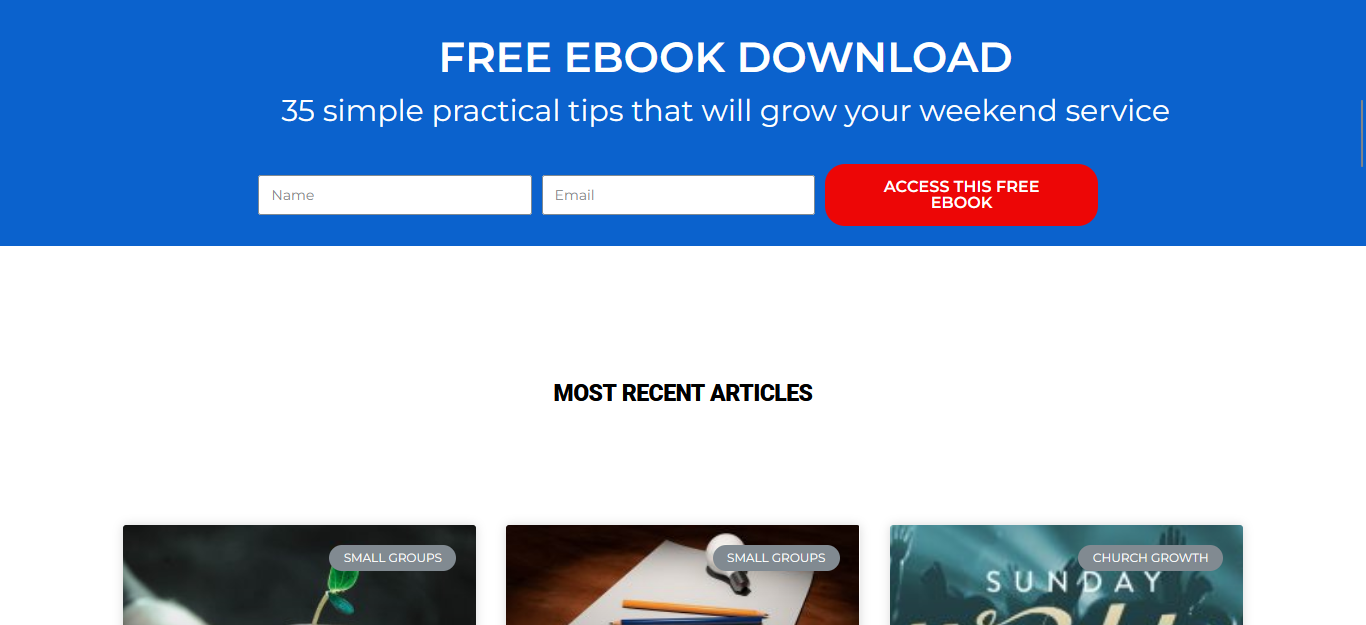 FREE EBOOK DOWNLOAD
35 simple practical tips that will grow your weekend service
Name
Email
ACCESS THIS FREE
EBOOK
MOST RECENT ARTICLES
SMALL GROUPS
SMALL GROUPS
CHURCH GROWTH
SUNDAY